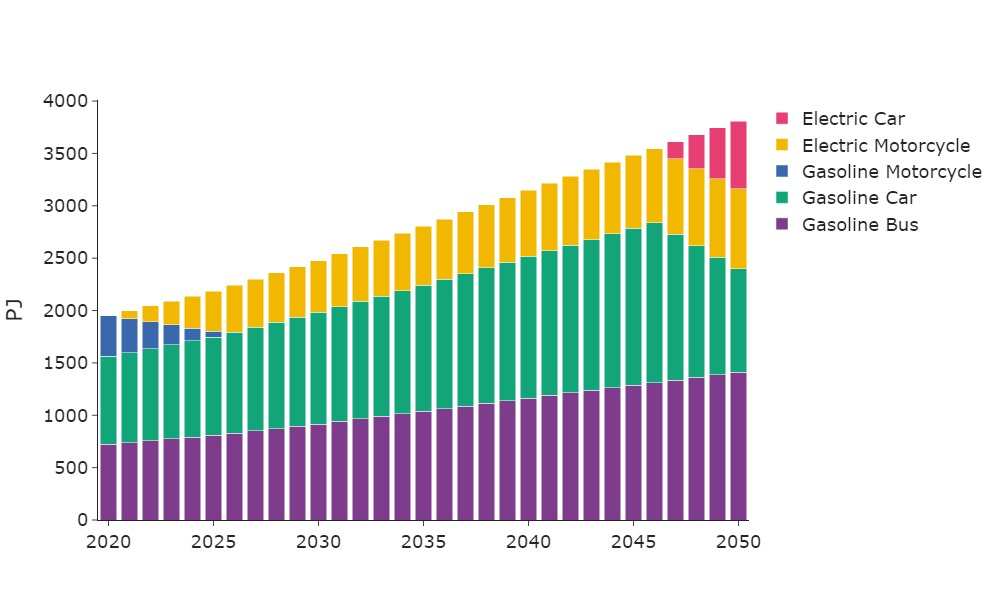 4000
3500
3000
2500
2000
1500
1000
500
0
PJ
2020
2025
2030
2035
2040
2045
2050
Electric Car
Electric Motorcycle
Gasoline Motorcycle
Gasoline Car
Gasoline Bus